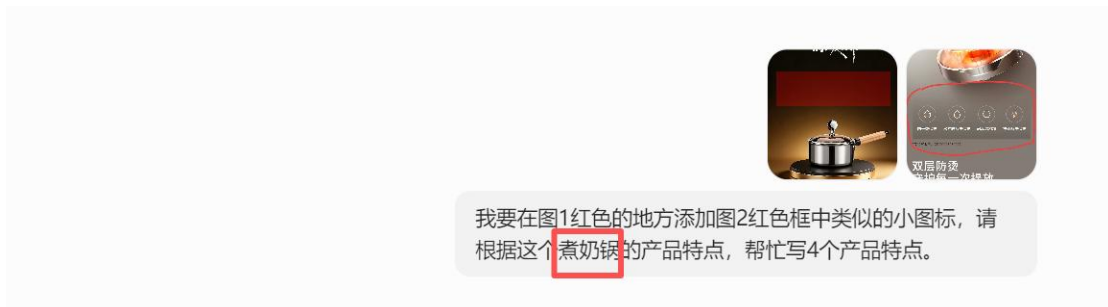 双层防烫
我要在图1红色的地方添加图2红色框中类似的小图标，请
根据这个煮奶锅的产品特点，帮忙写4个产品特点。